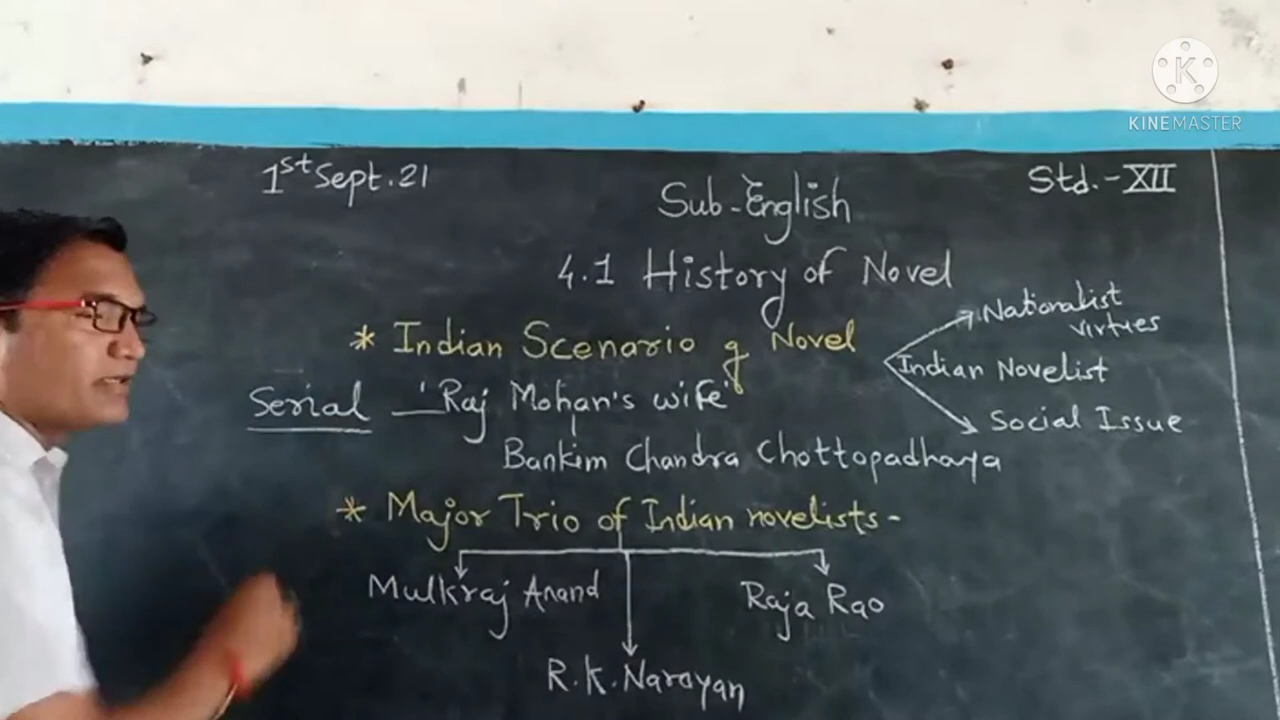 KINEMASTER
1st Sept. 21
Std. - XII
Sub - English
4.1 History of Novel
* Indian Scenario of Novel
Nationalist
virtues
Indian Novelist
Social Issue
Serial — 'Raj Mohan's wife'
Bankim Chandra Chottopadhaya
* Major Trio of Indian novelists -
Mulkraj Anand
Raja Rao
R.K. Narayan